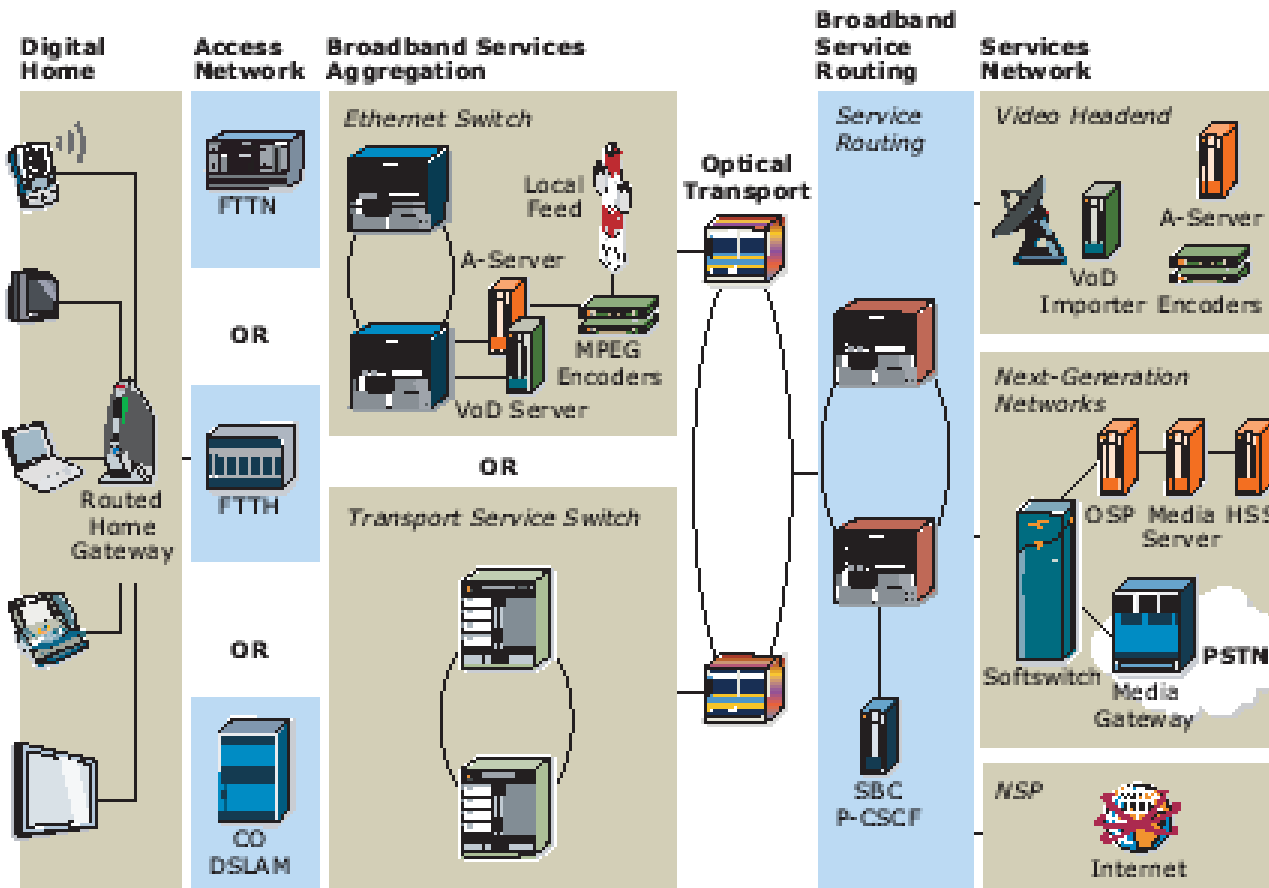 Digital
Home
Access
Network
Broadband Services
Aggregation
Broadband
Service
Routing
Services
Network
FTTN
OR
FTTH
OR
CO
DSLAM
Routed
Home
Gateway
Ethernet Switch
Local
Feed
A-Server
MPEG
Encoders
VoD Server
OR
Transport Service Switch
Optical
Transport
Service
Routing
SBC
P-CSCF
Video Headend
A-Server
VoD
Importer Encoders
Next-Generation
Networks
OSP Media HSS
Server
Softswitch
PSTN
Media
Gateway
NSP
Internet